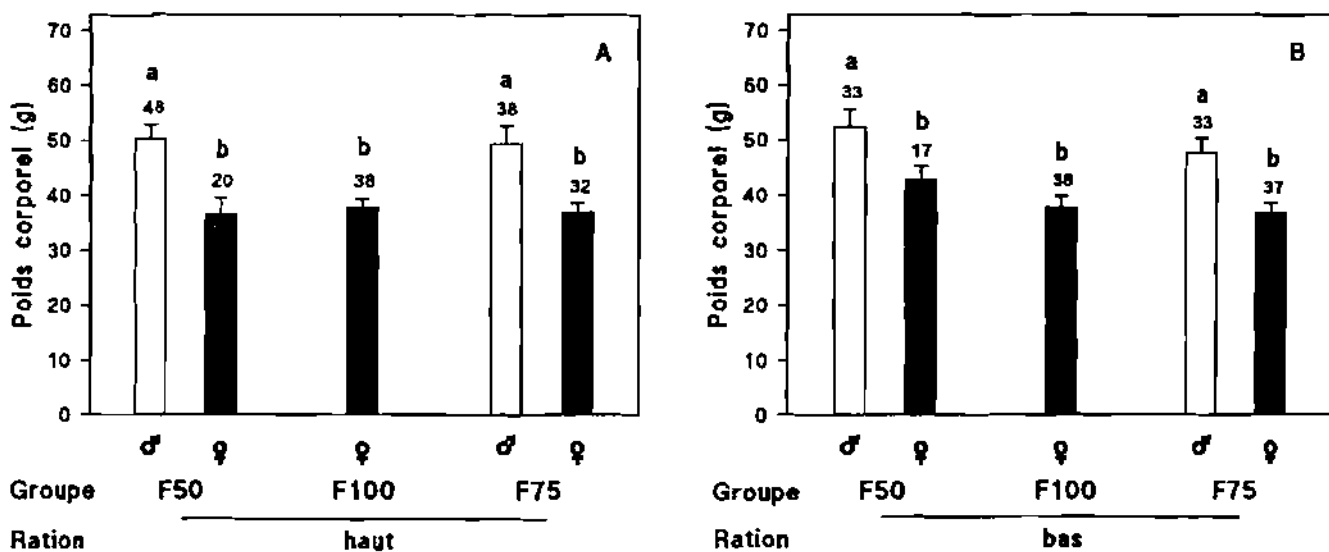 70
60
50
40
30
20
10
0
Poids corporel (g)
A
a
48
b
20
b
38
a
38
b
32
♂ ♀ ♀ ♂ ♀
Groupe F50 F100 F75
Ration haut
70
60
50
40
30
20
10
0
Poids corporel (g)
B
a
33
b
17
b
38
a
33
b
37
♂ ♀ ♀ ♂ ♀
Groupe F50 F100 F75
Ration bas